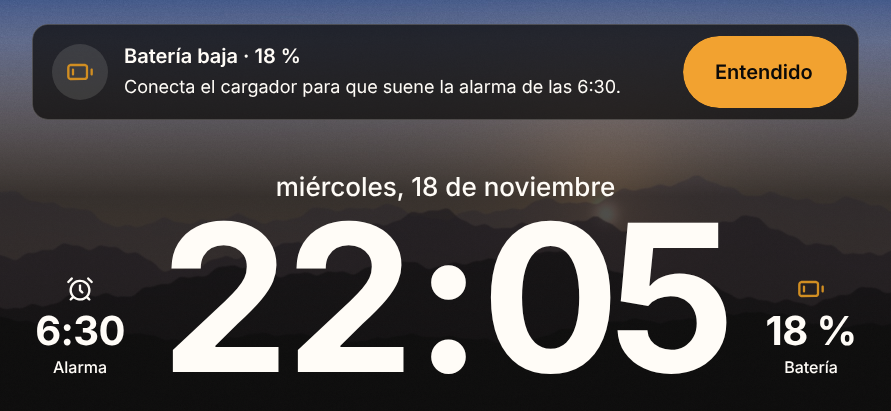 Batería baja · 18 %
Conecta el cargador para que suene la alarma de las 6:30.
Entendido
miércoles, 18 de noviembre
22:05
6:30
Alarma
18 %
Batería